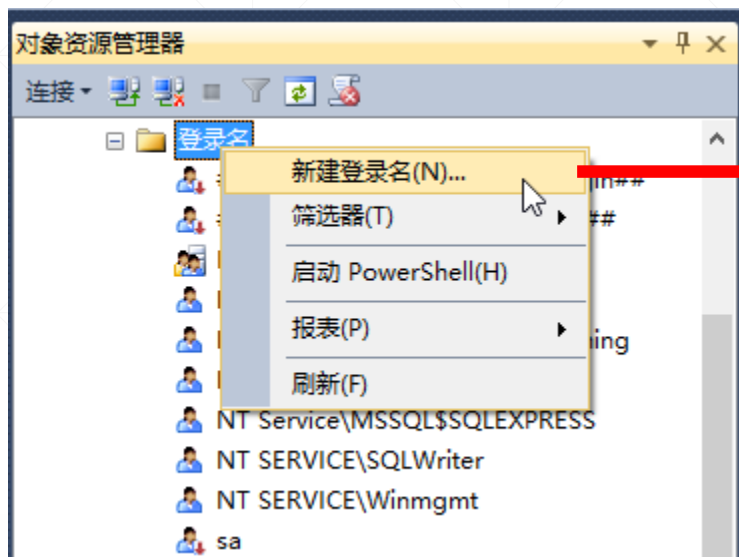 对象资源管理器
连接
登录名
新建登录名(N)...
筛选器(T)
##
启动 PowerShell(H)
报表(P)
刷新(F)
NT Service\MSSQL$SQLEXPRESS
NT SERVICE\SQLWriter
NT SERVICE\Winmgmt
sa